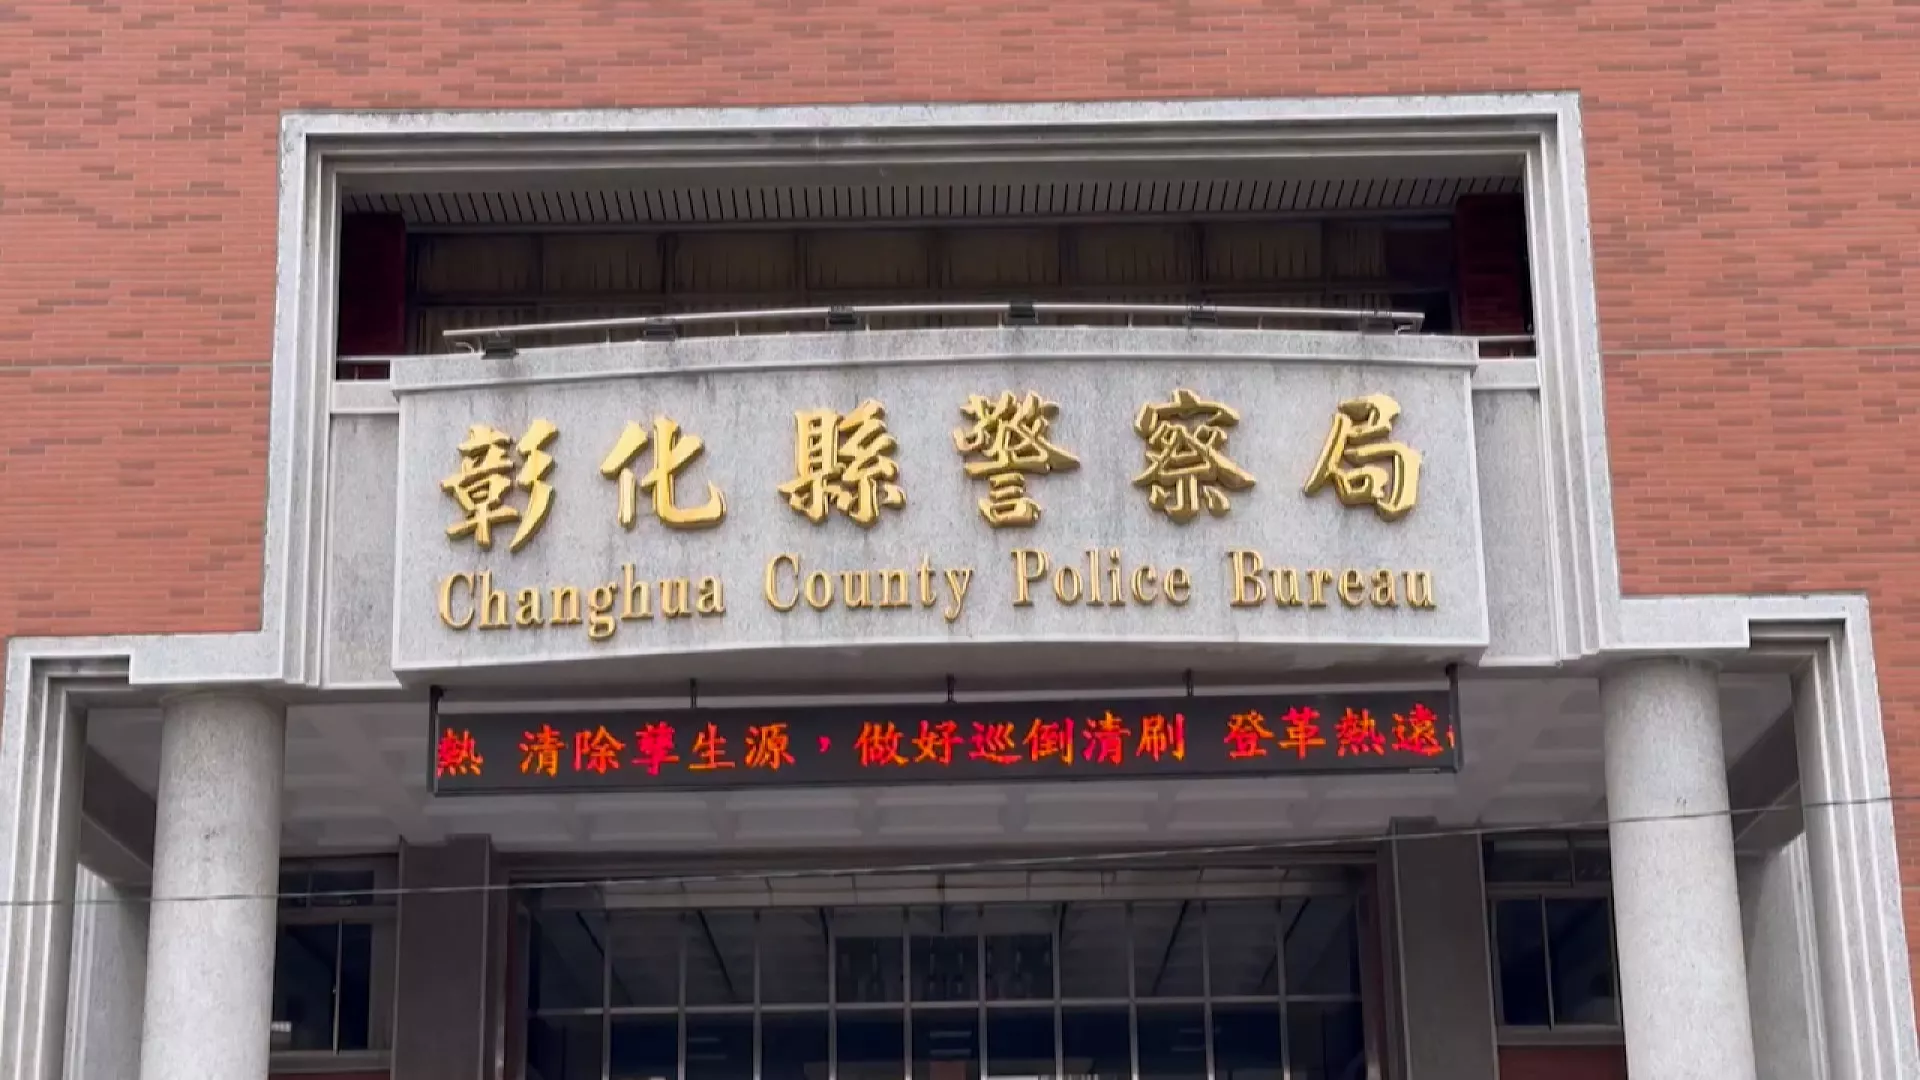 彰化縣警察局
Changhua County Police Bureau
熱 清除孳生源，做好巡倒清刷 登革熱遠